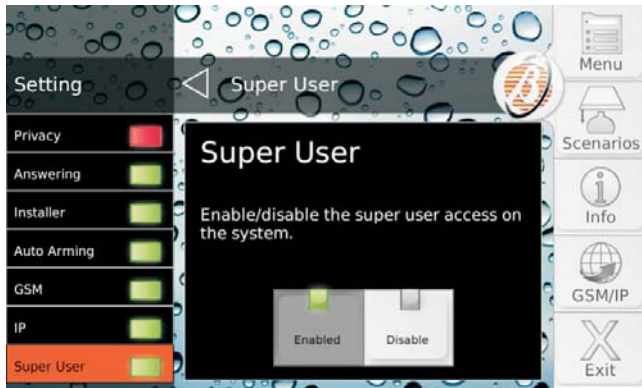 Setting
Super User
Privacy
Answering
Installer
Auto Arming
GSM
IP
Super User
Super User
Enable/disable the super user access on
the system.
Enabled
Disable
Menu
Scenarios
Info
GSM/IP
Exit